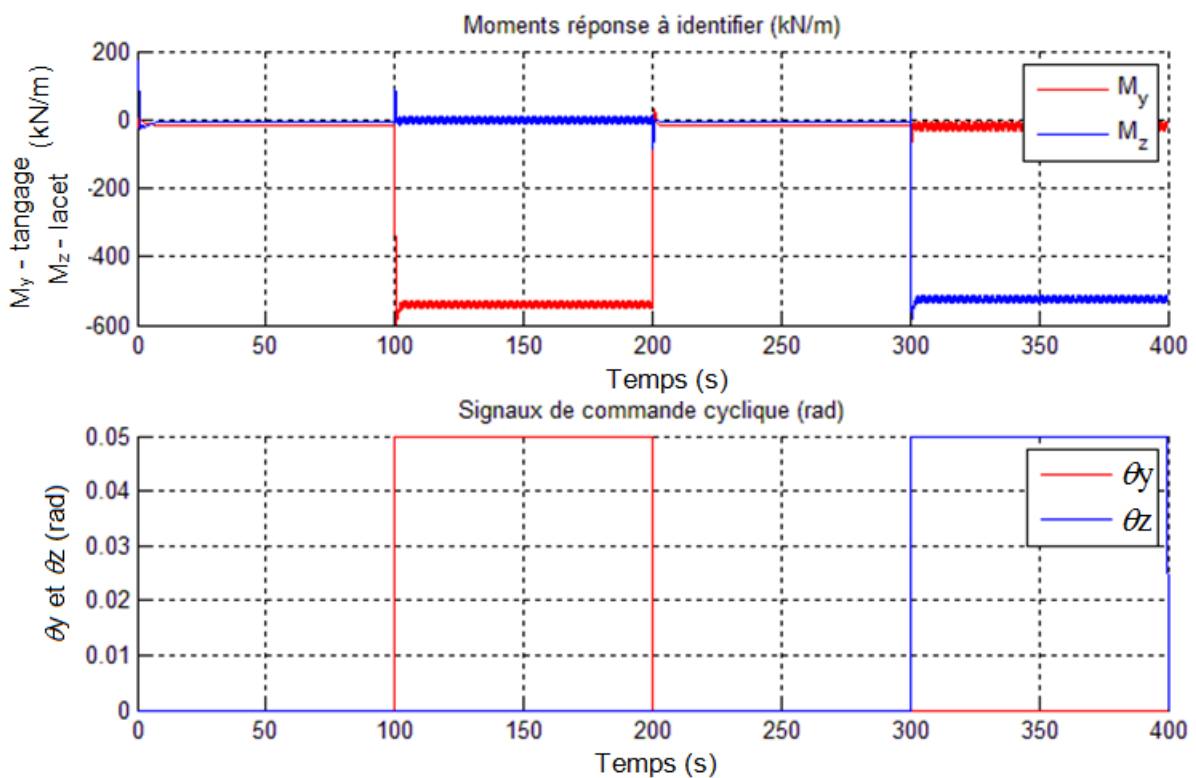 Moments réponse à identifier (kN/m)
My - tangage
Mz - lacet (kN/m)
200
0
-200
-400
-600
My
Mz
0 50 100 150 200 250 300 350 400
Temps (s)
Signaux de commande cyclique (rad)
θy et θz (rad)
0.05
0.04
0.03
0.02
0.01
0
θy
θz
0 50 100 150 200 250 300 350 400
Temps (s)